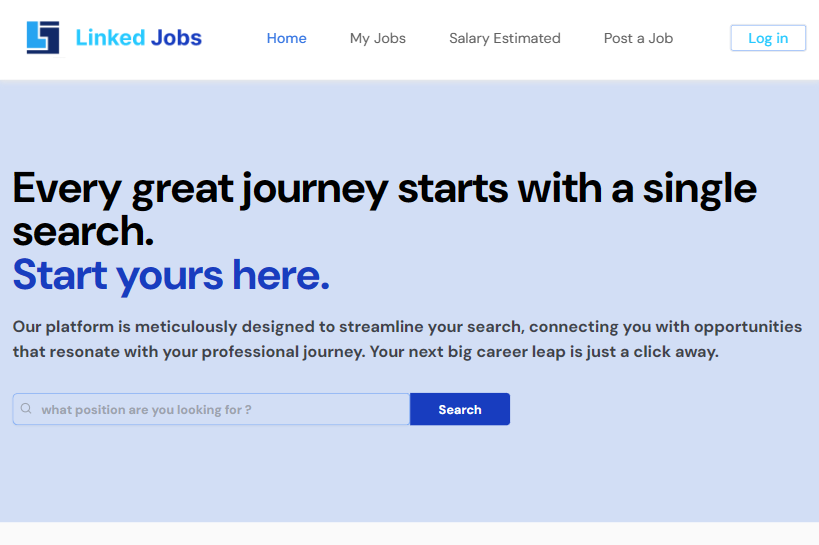 Linked Jobs
Home
My Jobs
Salary Estimated
Post a Job
Log in
Every great journey starts with a single
search.
Start yours here.
Our platform is meticulously designed to streamline your search, connecting you with opportunities
that resonate with your professional journey. Your next big career leap is just a click away.
what position are you looking for ?
Search